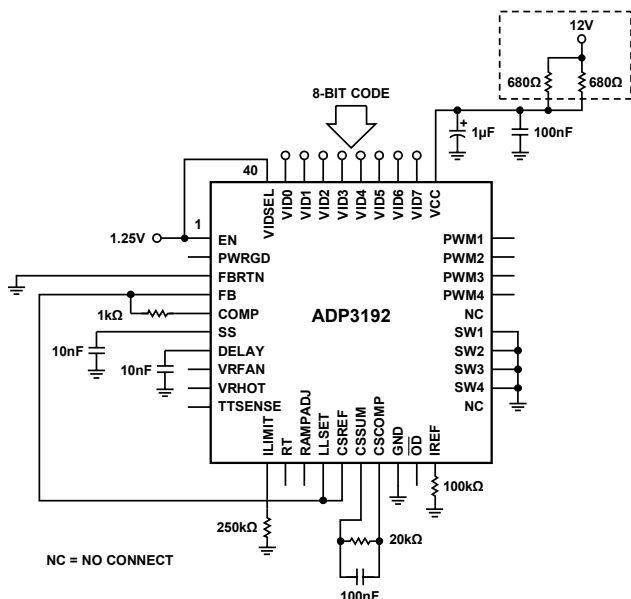 12V
680Ω
680Ω
8-BIT CODE
+
1µF
100nF
40
VIDSEL
VID0
VID1
VID2
VID3
VID4
VID5
VID6
VID7
VCC
1
1.25V
EN
PWRGD
FBRTN
FB
COMP
SS
DELAY
VRFAN
VRHOT
TTSENSE
1kΩ
10nF
10nF
ADP3192
PWM1
PWM2
PWM3
PWM4
NC
SW1
SW2
SW3
SW4
NC
ILIMIT
RT
RAMPADJ
LLSET
CSREF
CSSUM
CSCOMP
GND
OD
IREF
100kΩ
250kΩ
20kΩ
100nF
NC = NO CONNECT